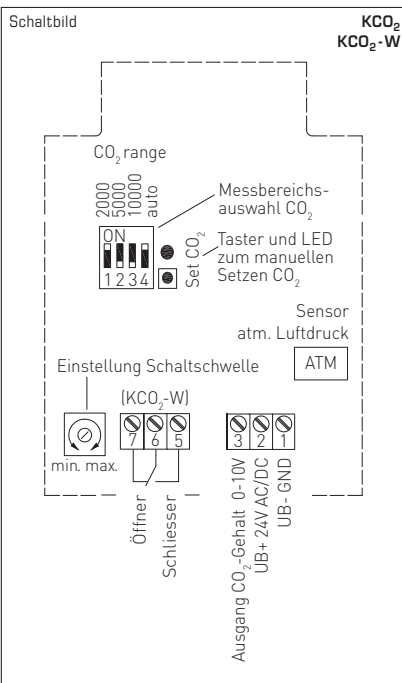 Schaltbild
KCO₂
KCO₂-W
CO₂ range
2000
5000
10000
auto
ON
1 2 3 4
Set CO₂
Messbereichs-
auswahl CO₂
Taster und LED
zum manuellen
Setzen CO₂
Sensor
atm. Luftdruck
ATM
Einstellung Schaltschwelle
(KCO₂-W)
min. max.
7 6 5
3 2 1
Öffner
Schliesser
Ausgang CO₂-Gehalt 0-10V
UB+ 24V AC/DC
UB- GND